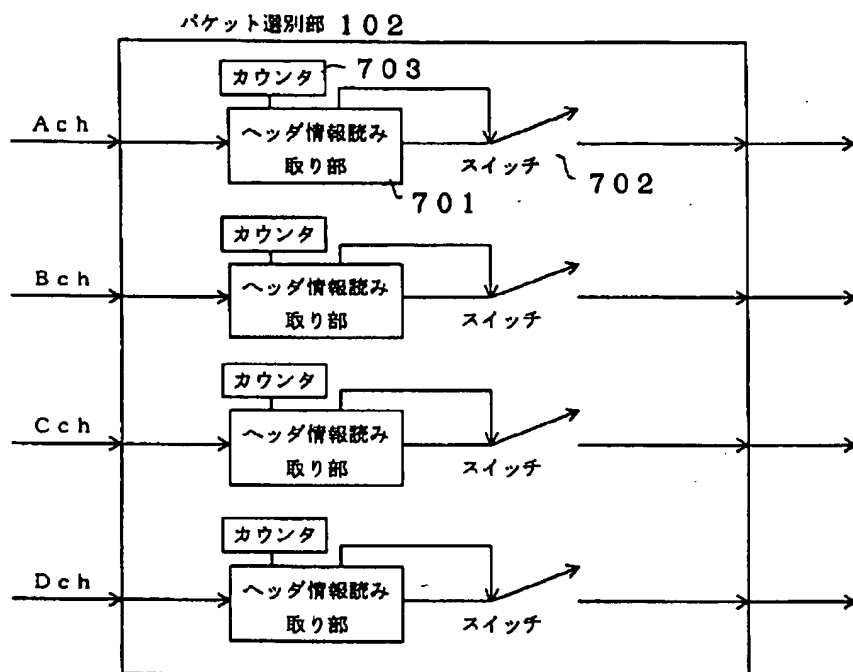 パケット選別部 102
カウンタ 703
Ach
ヘッダ情報読み
取り部
スイッチ
702
701
カウンタ
Bch
ヘッダ情報読み
取り部
スイッチ
カウンタ
Cch
ヘッダ情報読み
取り部
スイッチ
カウンタ
Dch
ヘッダ情報読み
取り部
スイッチ